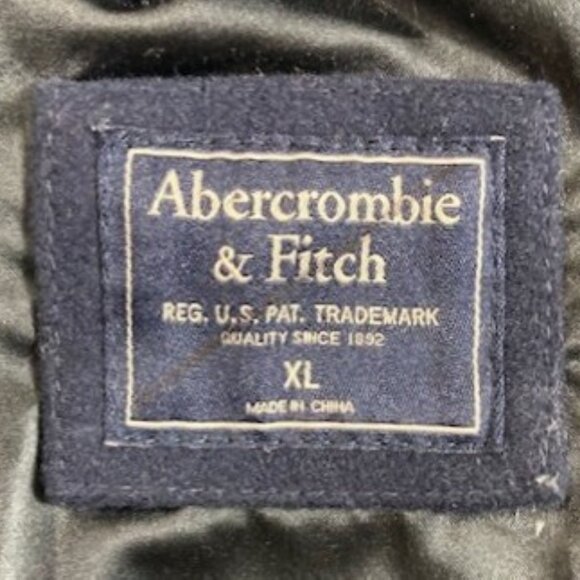 Abercrombie
& Fitch
REG. U.S. PAT. TRADEMARK
QUALITY SINCE 1892
XL
MADE IN CHINA